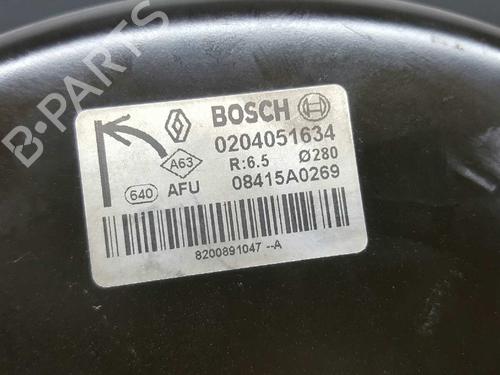 B-PARTS
BOSCH
0204051634
A63
R:6.5 Ø280
640 AFU 08415A0269
8200891047 --A